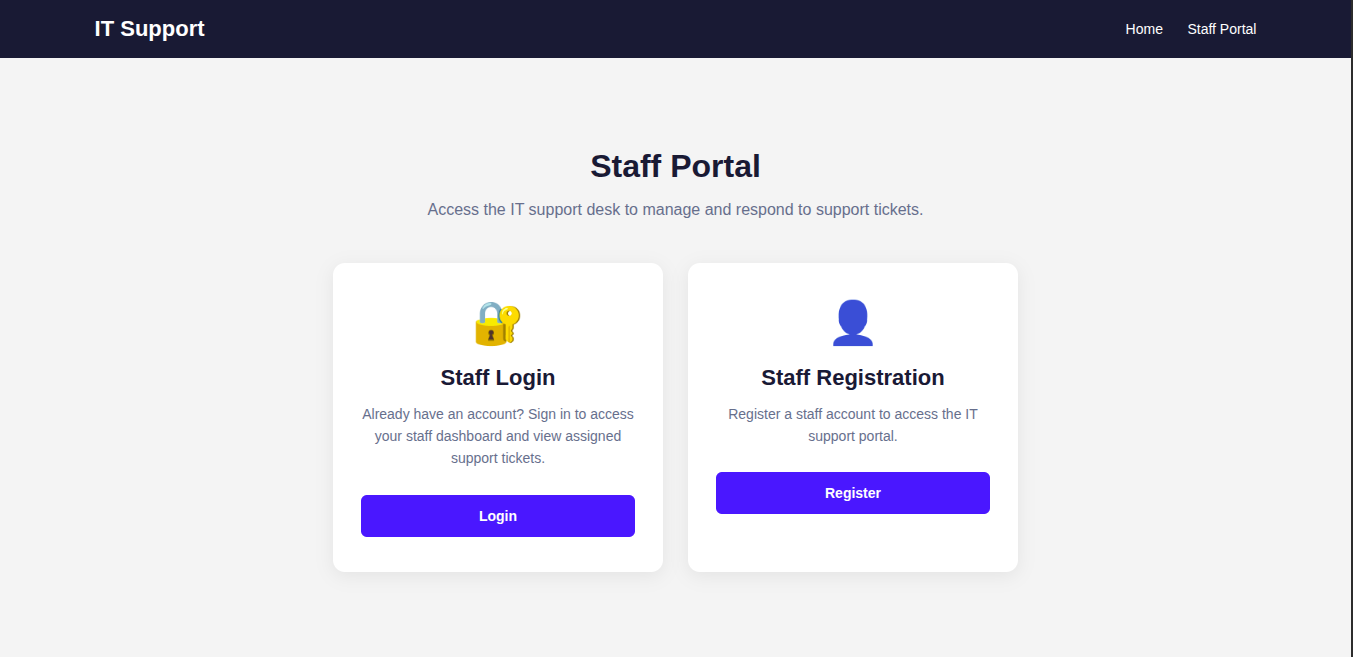 IT Support
Home
Staff Portal
Staff Portal
Access the IT support desk to manage and respond to support tickets.
Staff Login
Already have an account? Sign in to access
your staff dashboard and view assigned
support tickets.
Login
Staff Registration
Register a staff account to access the IT
support portal.
Register